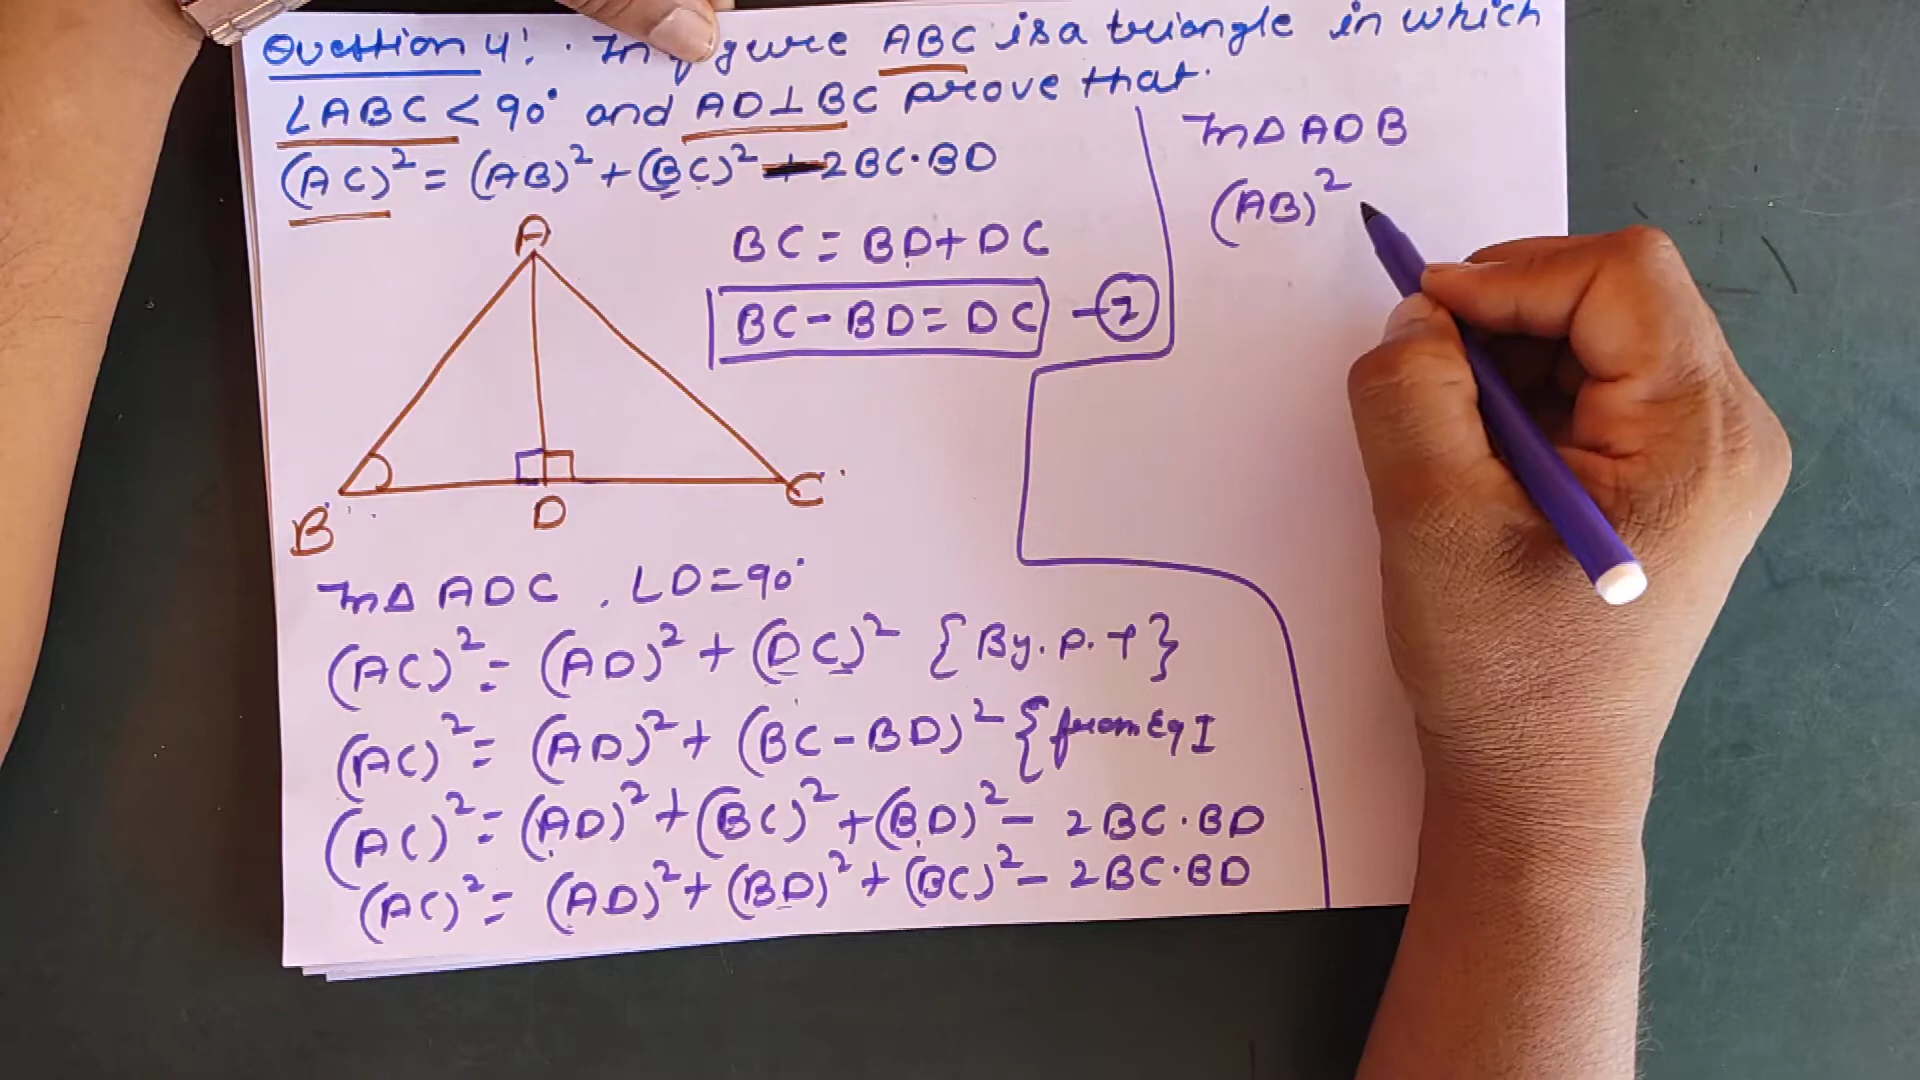 Question 4! . In figure ABC is a triangle in which
∠ABC < 90° and AD⊥BC prove that.
(AC)² = (AB)² + (BC)² - 2BC·BD
A
B
D
C
BC = BD + DC
BC - BD = DC - 1
In Δ ADC , ∠D = 90°
(AC)² = (AD)² + (DC)² {By. P. T}
(AC)² = (AD)² + (BC - BD)² {from Eq I
(AC)² = (AD)² + (BC)² + (BD)² - 2BC·BD
(AC)² = (AD)² + (BD)² + (BC)² - 2BC·BD
In Δ ADB
(AB)²